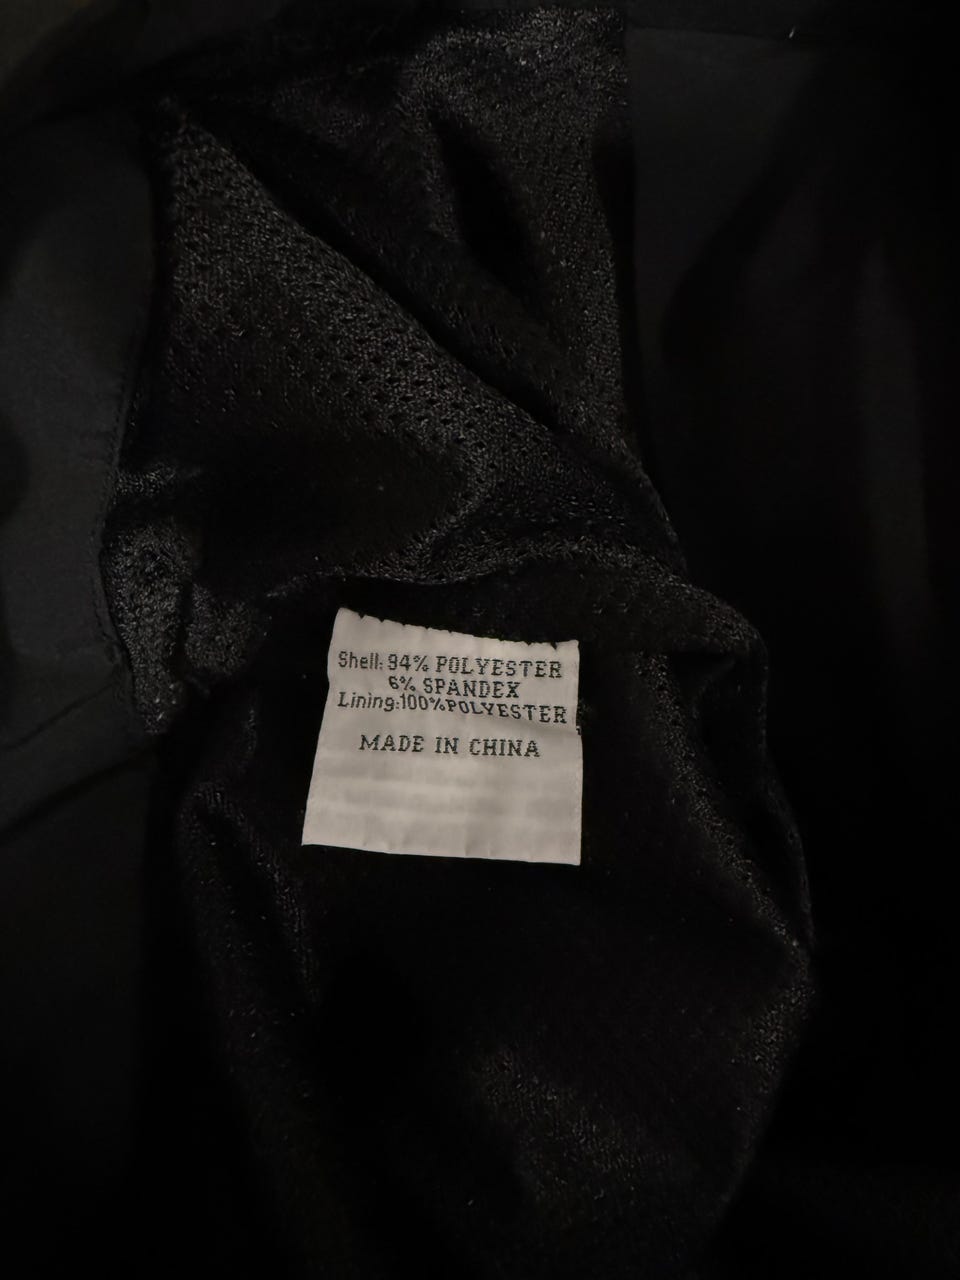 Shell: 94% POLYESTER
6% SPANDEX
Lining:100%POLYESTER
MADE IN CHINA